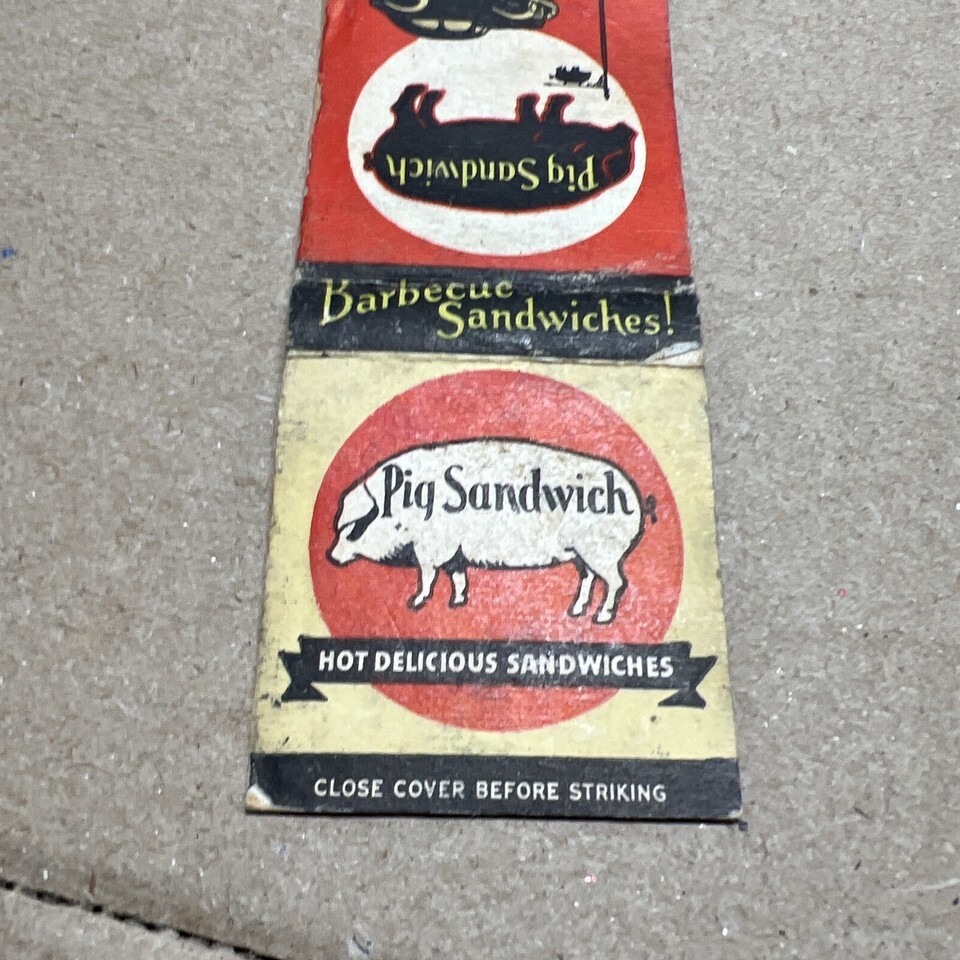 Pig Sandwich
Barbecue
Sandwiches!
Pig Sandwich
HOT DELICIOUS SANDWICHES
CLOSE COVER BEFORE STRIKING